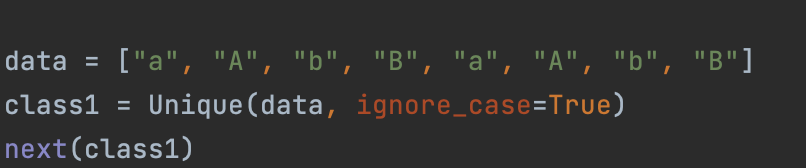 data = ["a", "A", "b", "B", "a", "A", "b", "B"]
class1 = Unique(data, ignore_case=True)
next(class1)